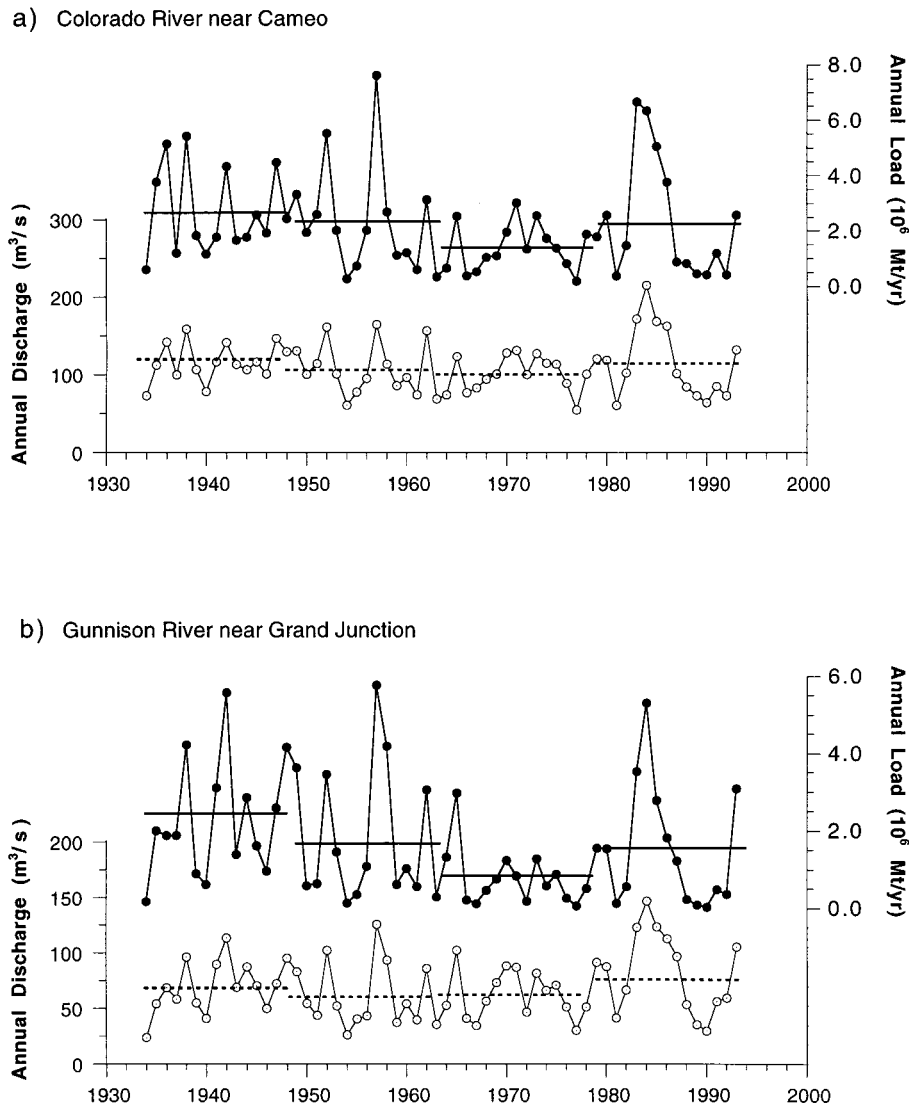 a) Colorado River near Cameo
8.0
6.0
4.0
2.0
0.0
Annual Load (10⁶ Mt/yr)
300
200
100
0
Annual Discharge (m³/s)
1930 1940 1950 1960 1970 1980 1990 2000
b) Gunnison River near Grand Junction
6.0
4.0
2.0
0.0
Annual Load (10⁶ Mt/yr)
200
150
100
50
0
Annual Discharge (m³/s)
1930 1940 1950 1960 1970 1980 1990 2000